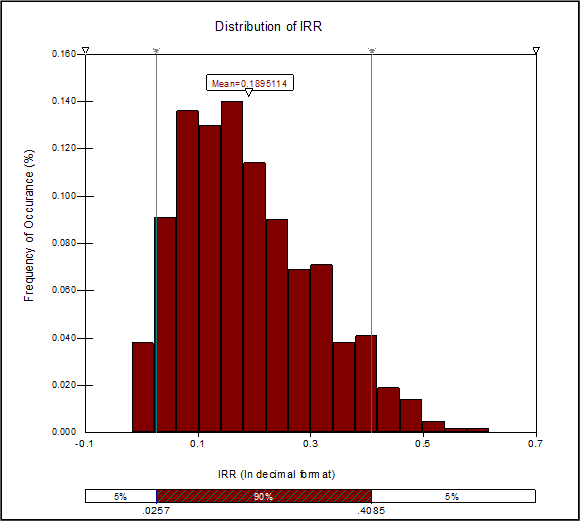 Distribution of IRR
Mean=0.1895114
Frequency of Occurance (%)
0.160
0.140
0.120
0.100
0.080
0.060
0.040
0.020
0.000
-0.1 0.1 0.3 0.5 0.7
IRR (In decimal format)
5% 90% 5%
.0257 .4085